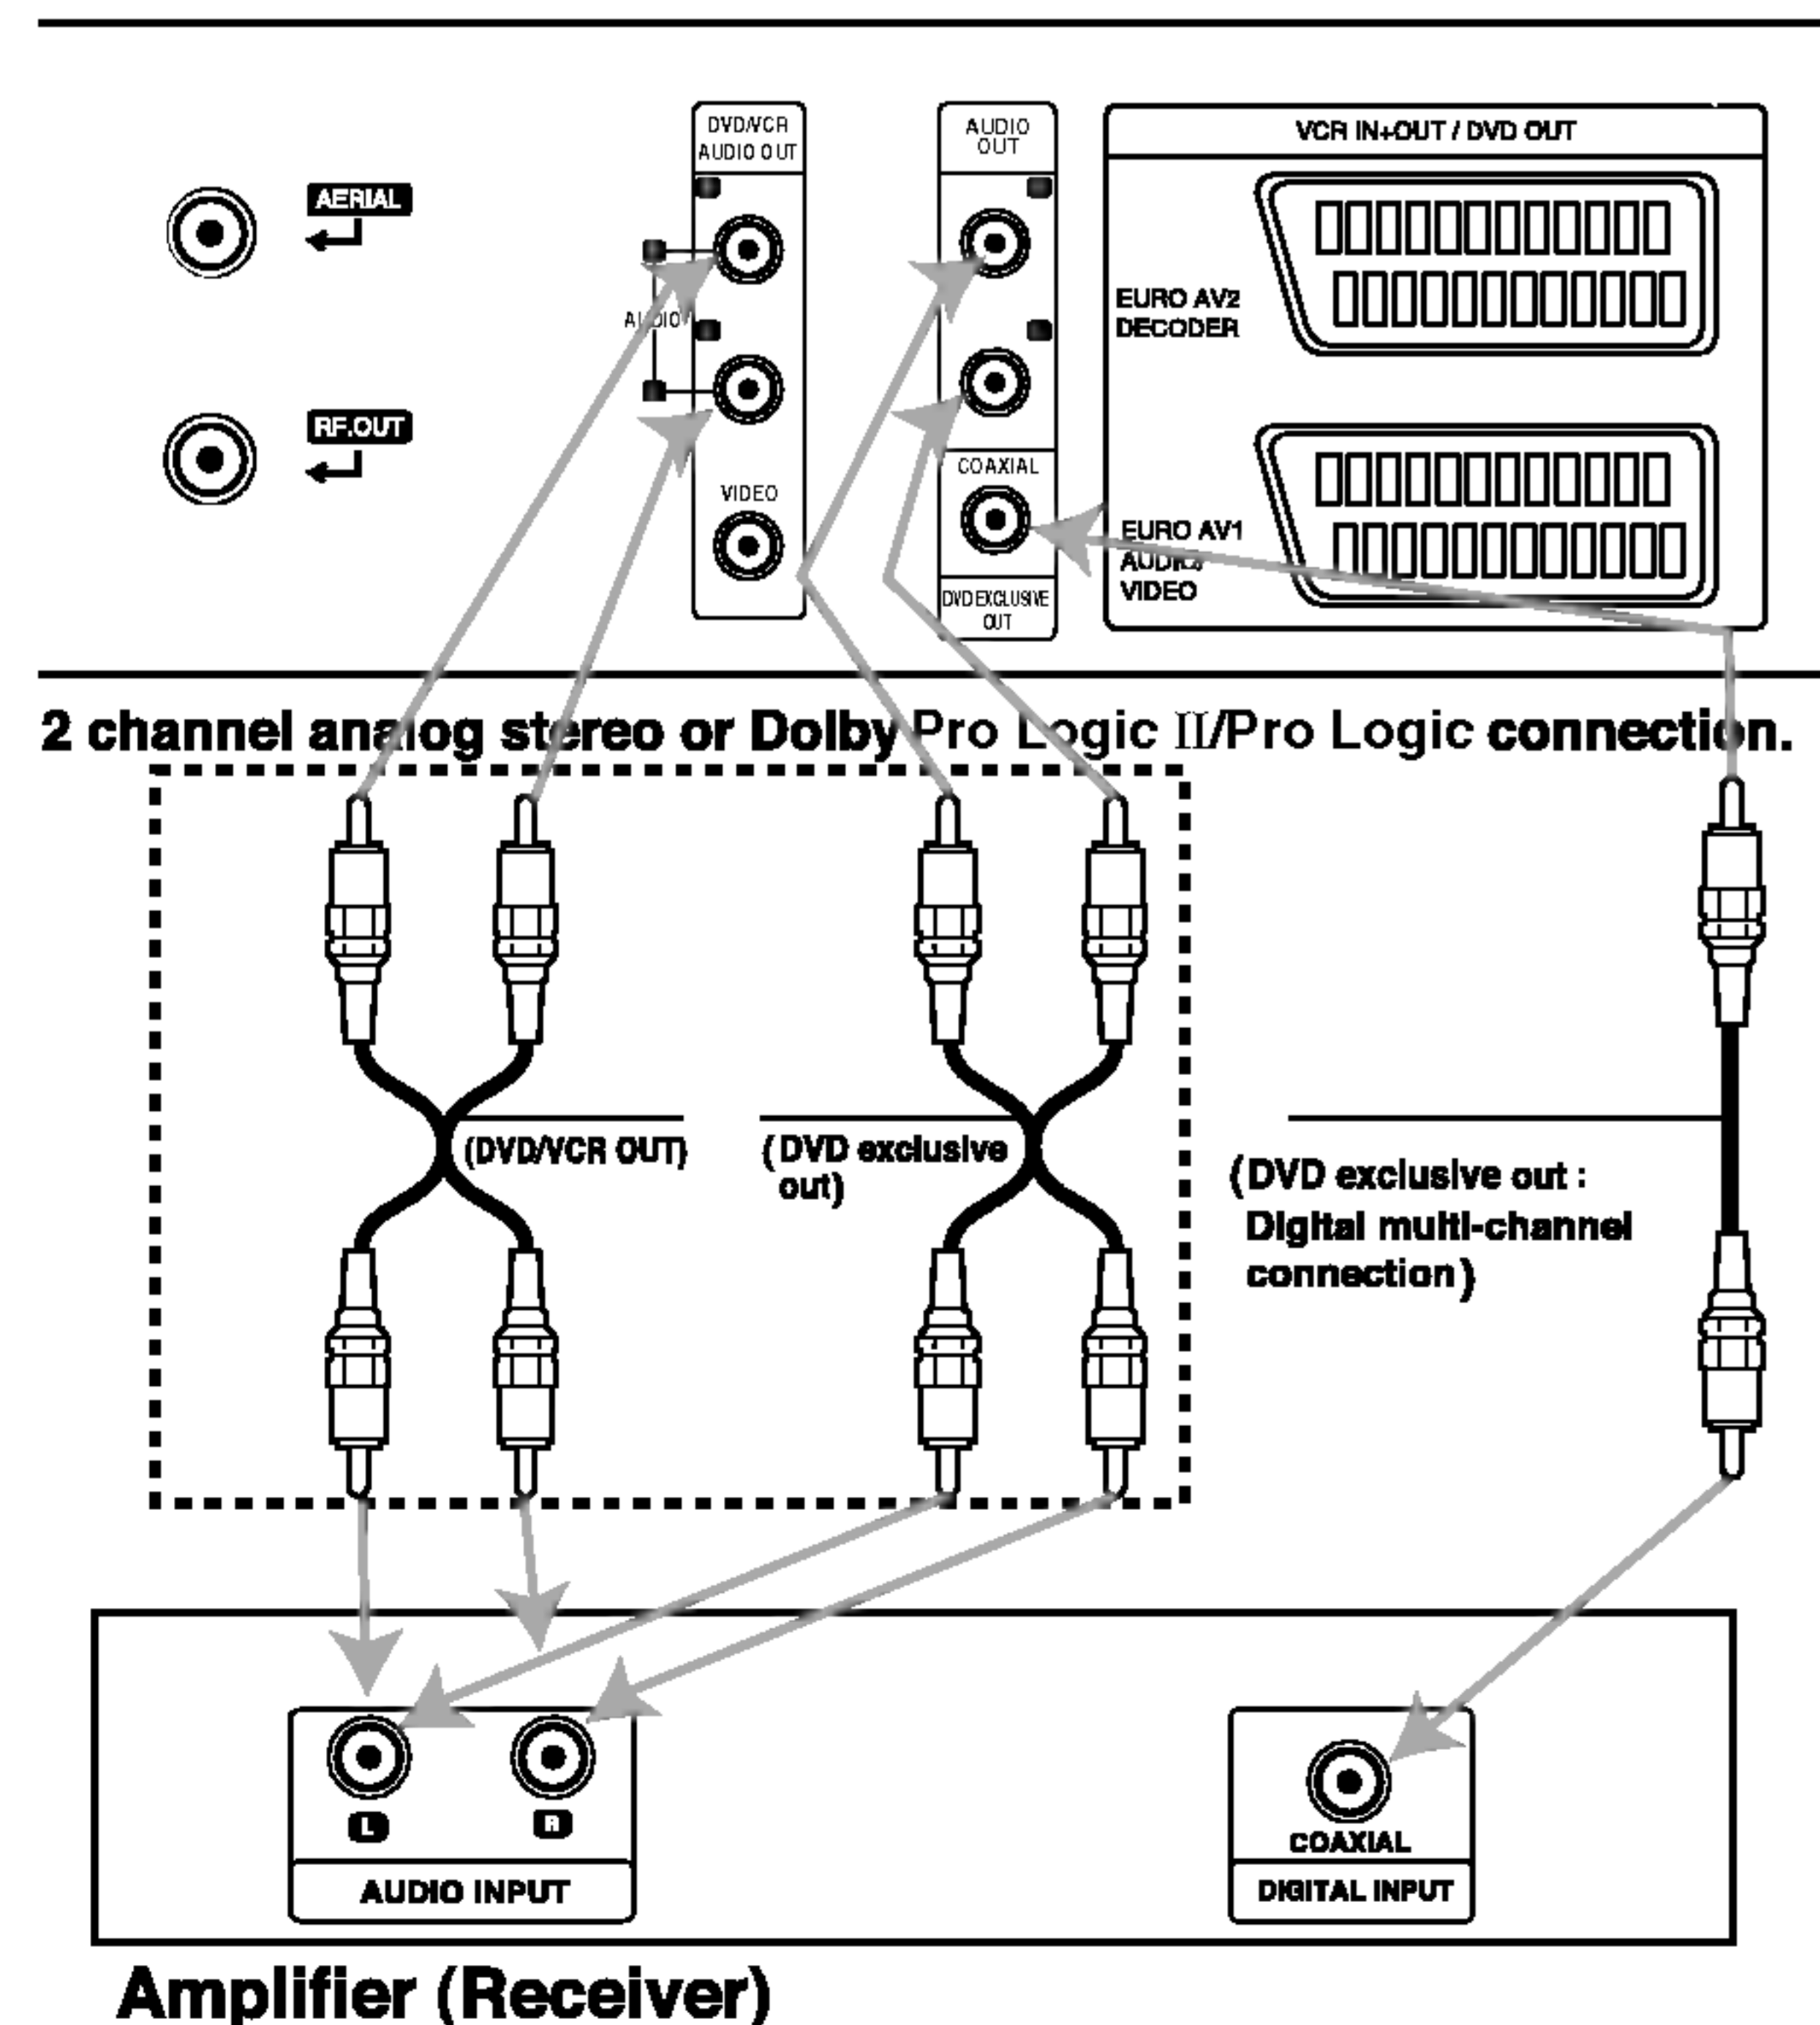 DVD/VCR
AUDIO OUT
AUDIO
OUT
VCR IN+OUT / DVD OUT
AERIAL
EURO AV2
DECODER
AUDIO
RF.OUT
COAXIAL
VIDEO
EURO AV1
AUDIO/
VIDEO
DVD EXCLUSIVE
OUT
2 channel analog stereo or Dolby Pro Logic II/Pro Logic connection.
(DVD/VCR OUT)
(DVD exclusive
out)
(DVD exclusive out :
Digital multi-channel
connection)
L
R
COAXIAL
AUDIO INPUT
DIGITAL INPUT
Amplifier (Receiver)